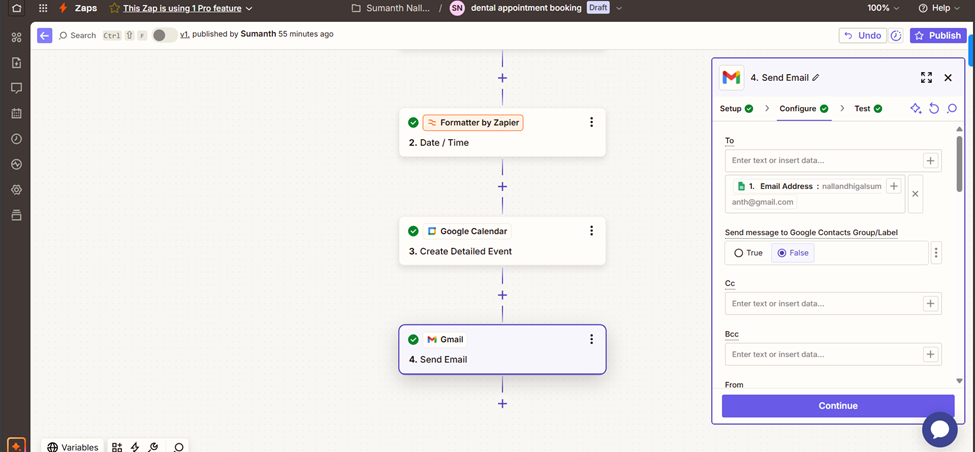 Zaps This Zap is using 1 Pro feature Sumanth Nall... / SN dental appointment booking Draft 100% Help
Search Ctrl ⇧ F v1, published by Sumanth 55 minutes ago Undo Publish
Formatter by Zapier
2. Date / Time
Google Calendar
3. Create Detailed Event
Gmail
4. Send Email
Variables
4. Send Email
Setup Configure Test
To
Enter text or insert data...
1. Email Address : nallandhigalsum
anth@gmail.com
Send message to Google Contacts Group/Label
True False
Cc
Enter text or insert data...
Bcc
Enter text or insert data...
From
Continue